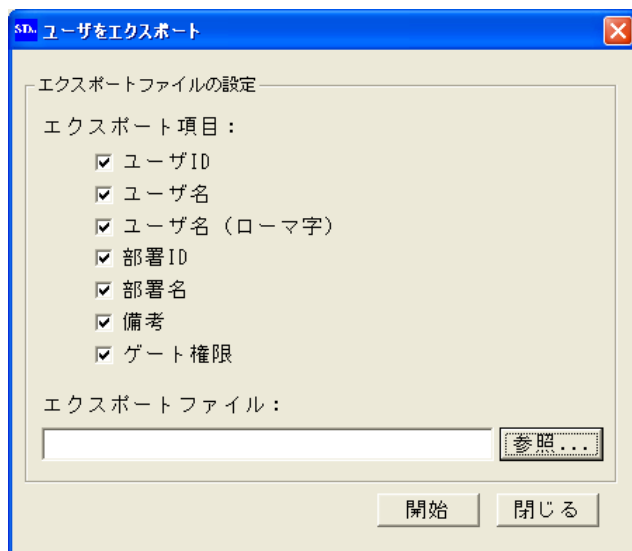 ユーザをエクスポート
エクスポートファイルの設定
エクスポート項目：
ユーザID
ユーザ名
ユーザ名（ローマ字）
部署ID
部署名
備考
ゲート権限
エクスポートファイル：
参照...
開始 閉じる